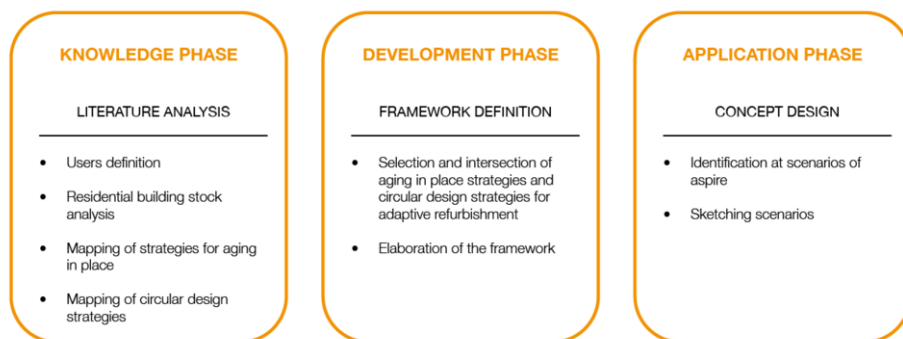 KNOWLEDGE PHASE
LITERATURE ANALYSIS
• Users definition
• Residential building stock
analysis
• Mapping of strategies for aging
in place
• Mapping of circular design
strategies
DEVELOPMENT PHASE
FRAMEWORK DEFINITION
• Selection and intersection of
aging in place strategies and
circular design strategies for
adaptive refurbishment
• Elaboration of the framework
APPLICATION PHASE
CONCEPT DESIGN
• Identification at scenarios of
aspire
• Sketching scenarios